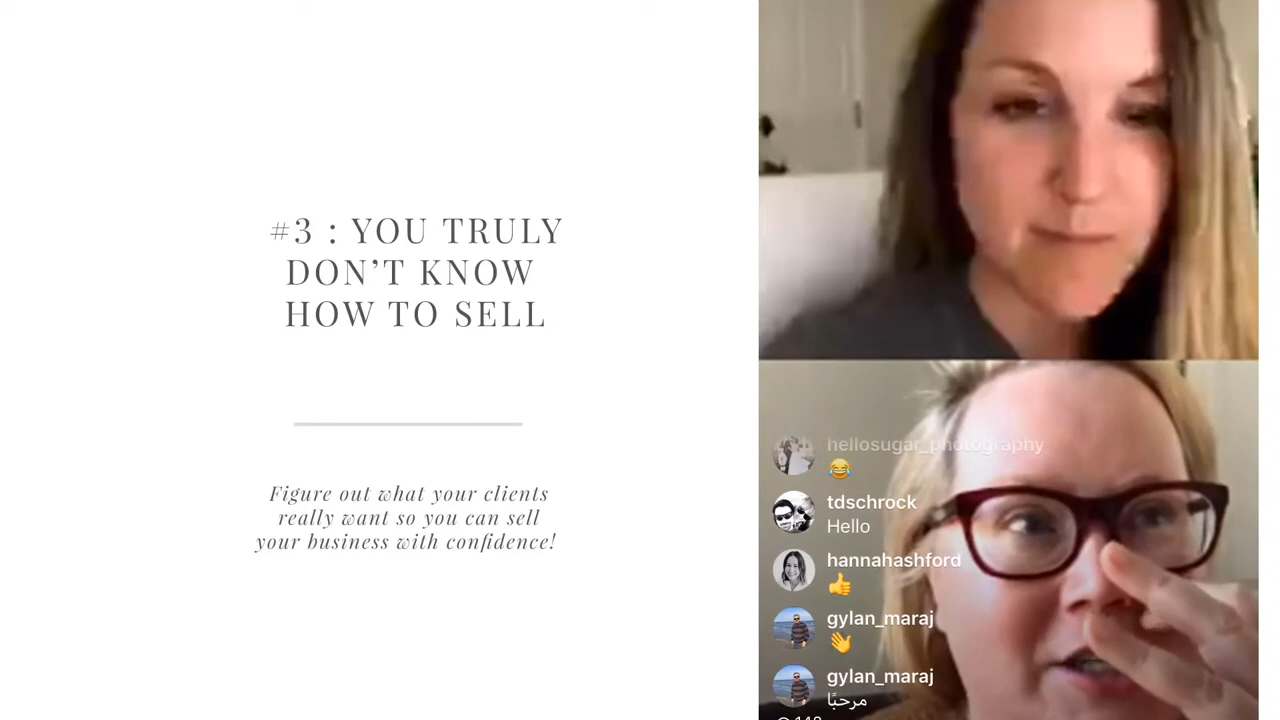 #3 : YOU TRULY
DON’T KNOW
HOW TO SELL
Figure out what your clients
really want so you can sell
your business with confidence!
hellosugar_photography
😂
tdschrock
Hello
hannahashford
👍
gylan_maraj
👋
gylan_maraj
مرحبًا